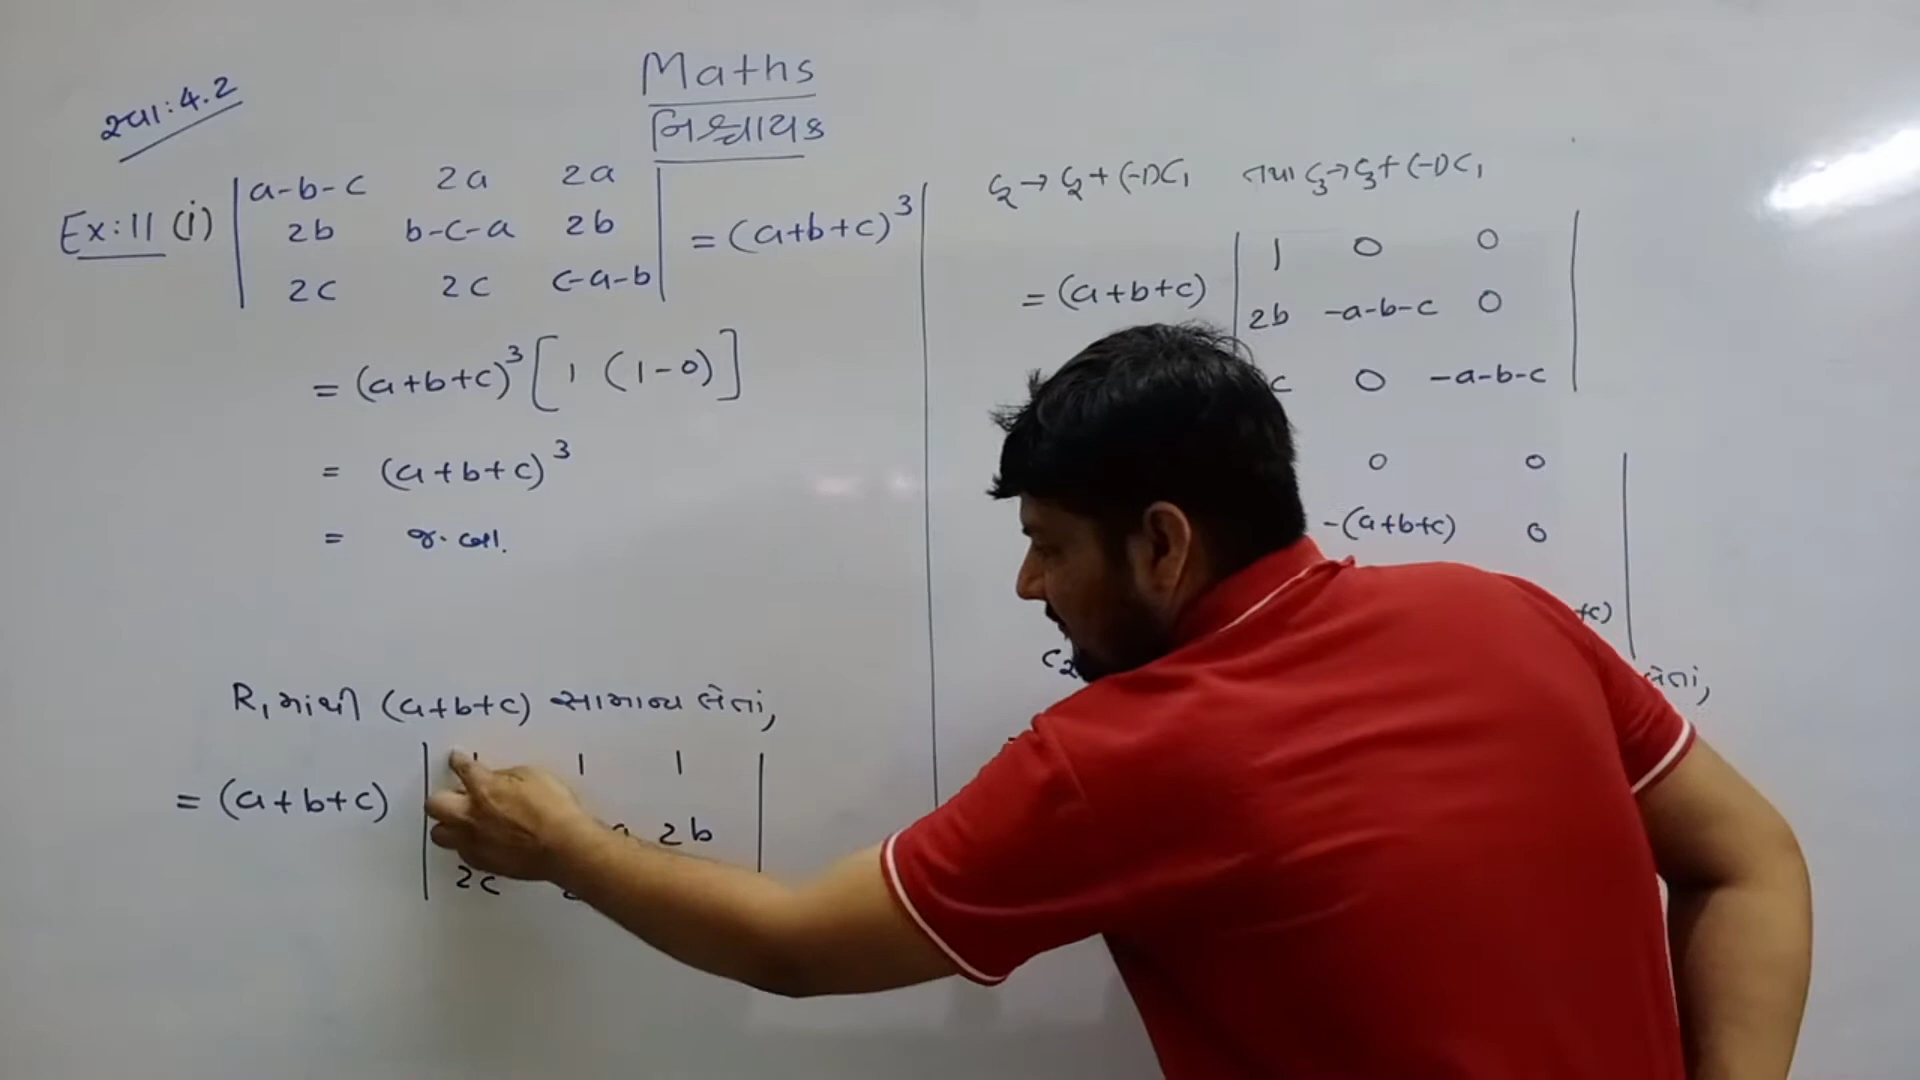 સ્વા: 4.2
Maths
નિશ્ચાયક
Ex:11 (i) | a-b-c 2a 2a |
| 2b b-c-a 2b | = (a+b+c)³
| 2c 2c c-a-b |
= (a+b+c)³ [ 1 (1-0) ]
= (a+b+c)³
= જ. બા.
R₁ માંથી (a+b+c) સામાન્ય લેતાં,
= (a+b+c) | 1 1 1 |
2b
2c
C₂ → C₂ + (-1)C₁ તથા C₃ → C₃ + (-1)C₁
= (a+b+c) | 1 0 0 |
| 2b -a-b-c 0 |
c 0 -a-b-c |
0 0
-(a+b+c) 0
+c)
C₂
લેતાં,